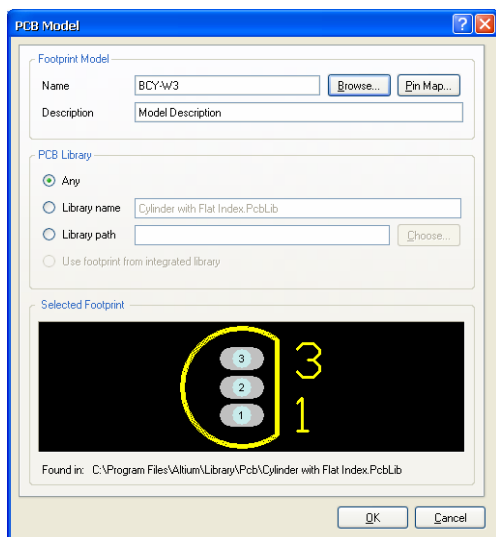 PCB Model
Footprint Model
Name BCY-W3 Browse... Pin Map...
Description Model Description
PCB Library
Any
Library name Cylinder with Flat Index.PcbLib
Library path Choose...
Use footprint from integrated library
Selected Footprint
3 3
2
1 1
Found in: C:\Program Files\Altium\Library\Pcb\Cylinder with Flat Index.PcbLib
OK Cancel